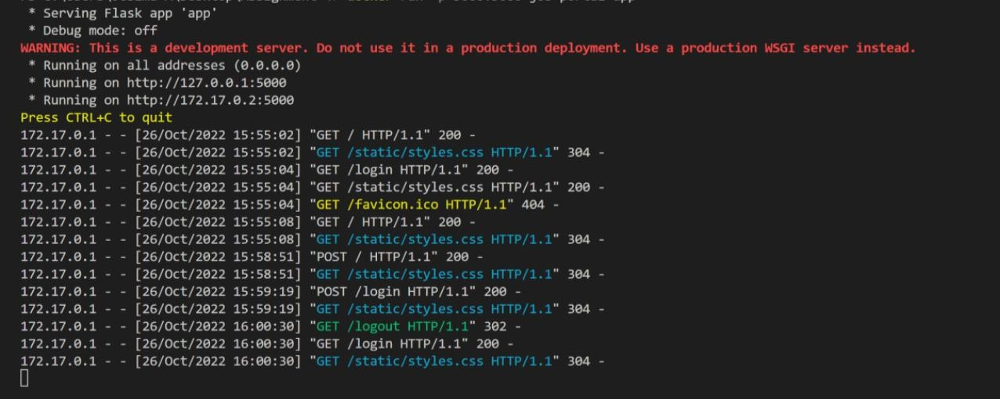 * Serving Flask app 'app'
* Debug mode: off
WARNING: This is a development server. Do not use it in a production deployment. Use a production WSGI server instead.
* Running on all addresses (0.0.0.0)
* Running on http://127.0.0.1:5000
* Running on http://172.17.0.2:5000
Press CTRL+C to quit
172.17.0.1 - - [26/Oct/2022 15:55:02] "GET / HTTP/1.1" 200 -
172.17.0.1 - - [26/Oct/2022 15:55:02] "GET /static/styles.css HTTP/1.1" 304 -
172.17.0.1 - - [26/Oct/2022 15:55:04] "GET /login HTTP/1.1" 200 -
172.17.0.1 - - [26/Oct/2022 15:55:04] "GET /static/styles.css HTTP/1.1" 200 -
172.17.0.1 - - [26/Oct/2022 15:55:04] "GET /favicon.ico HTTP/1.1" 404 -
172.17.0.1 - - [26/Oct/2022 15:55:08] "GET / HTTP/1.1" 200 -
172.17.0.1 - - [26/Oct/2022 15:55:08] "GET /static/styles.css HTTP/1.1" 304 -
172.17.0.1 - - [26/Oct/2022 15:58:51] "POST / HTTP/1.1" 200 -
172.17.0.1 - - [26/Oct/2022 15:58:51] "GET /static/styles.css HTTP/1.1" 304 -
172.17.0.1 - - [26/Oct/2022 15:59:19] "POST /login HTTP/1.1" 200 -
172.17.0.1 - - [26/Oct/2022 15:59:19] "GET /static/styles.css HTTP/1.1" 304 -
172.17.0.1 - - [26/Oct/2022 16:00:30] "GET /logout HTTP/1.1" 302 -
172.17.0.1 - - [26/Oct/2022 16:00:30] "GET /login HTTP/1.1" 200 -
172.17.0.1 - - [26/Oct/2022 16:00:30] "GET /static/styles.css HTTP/1.1" 304 -